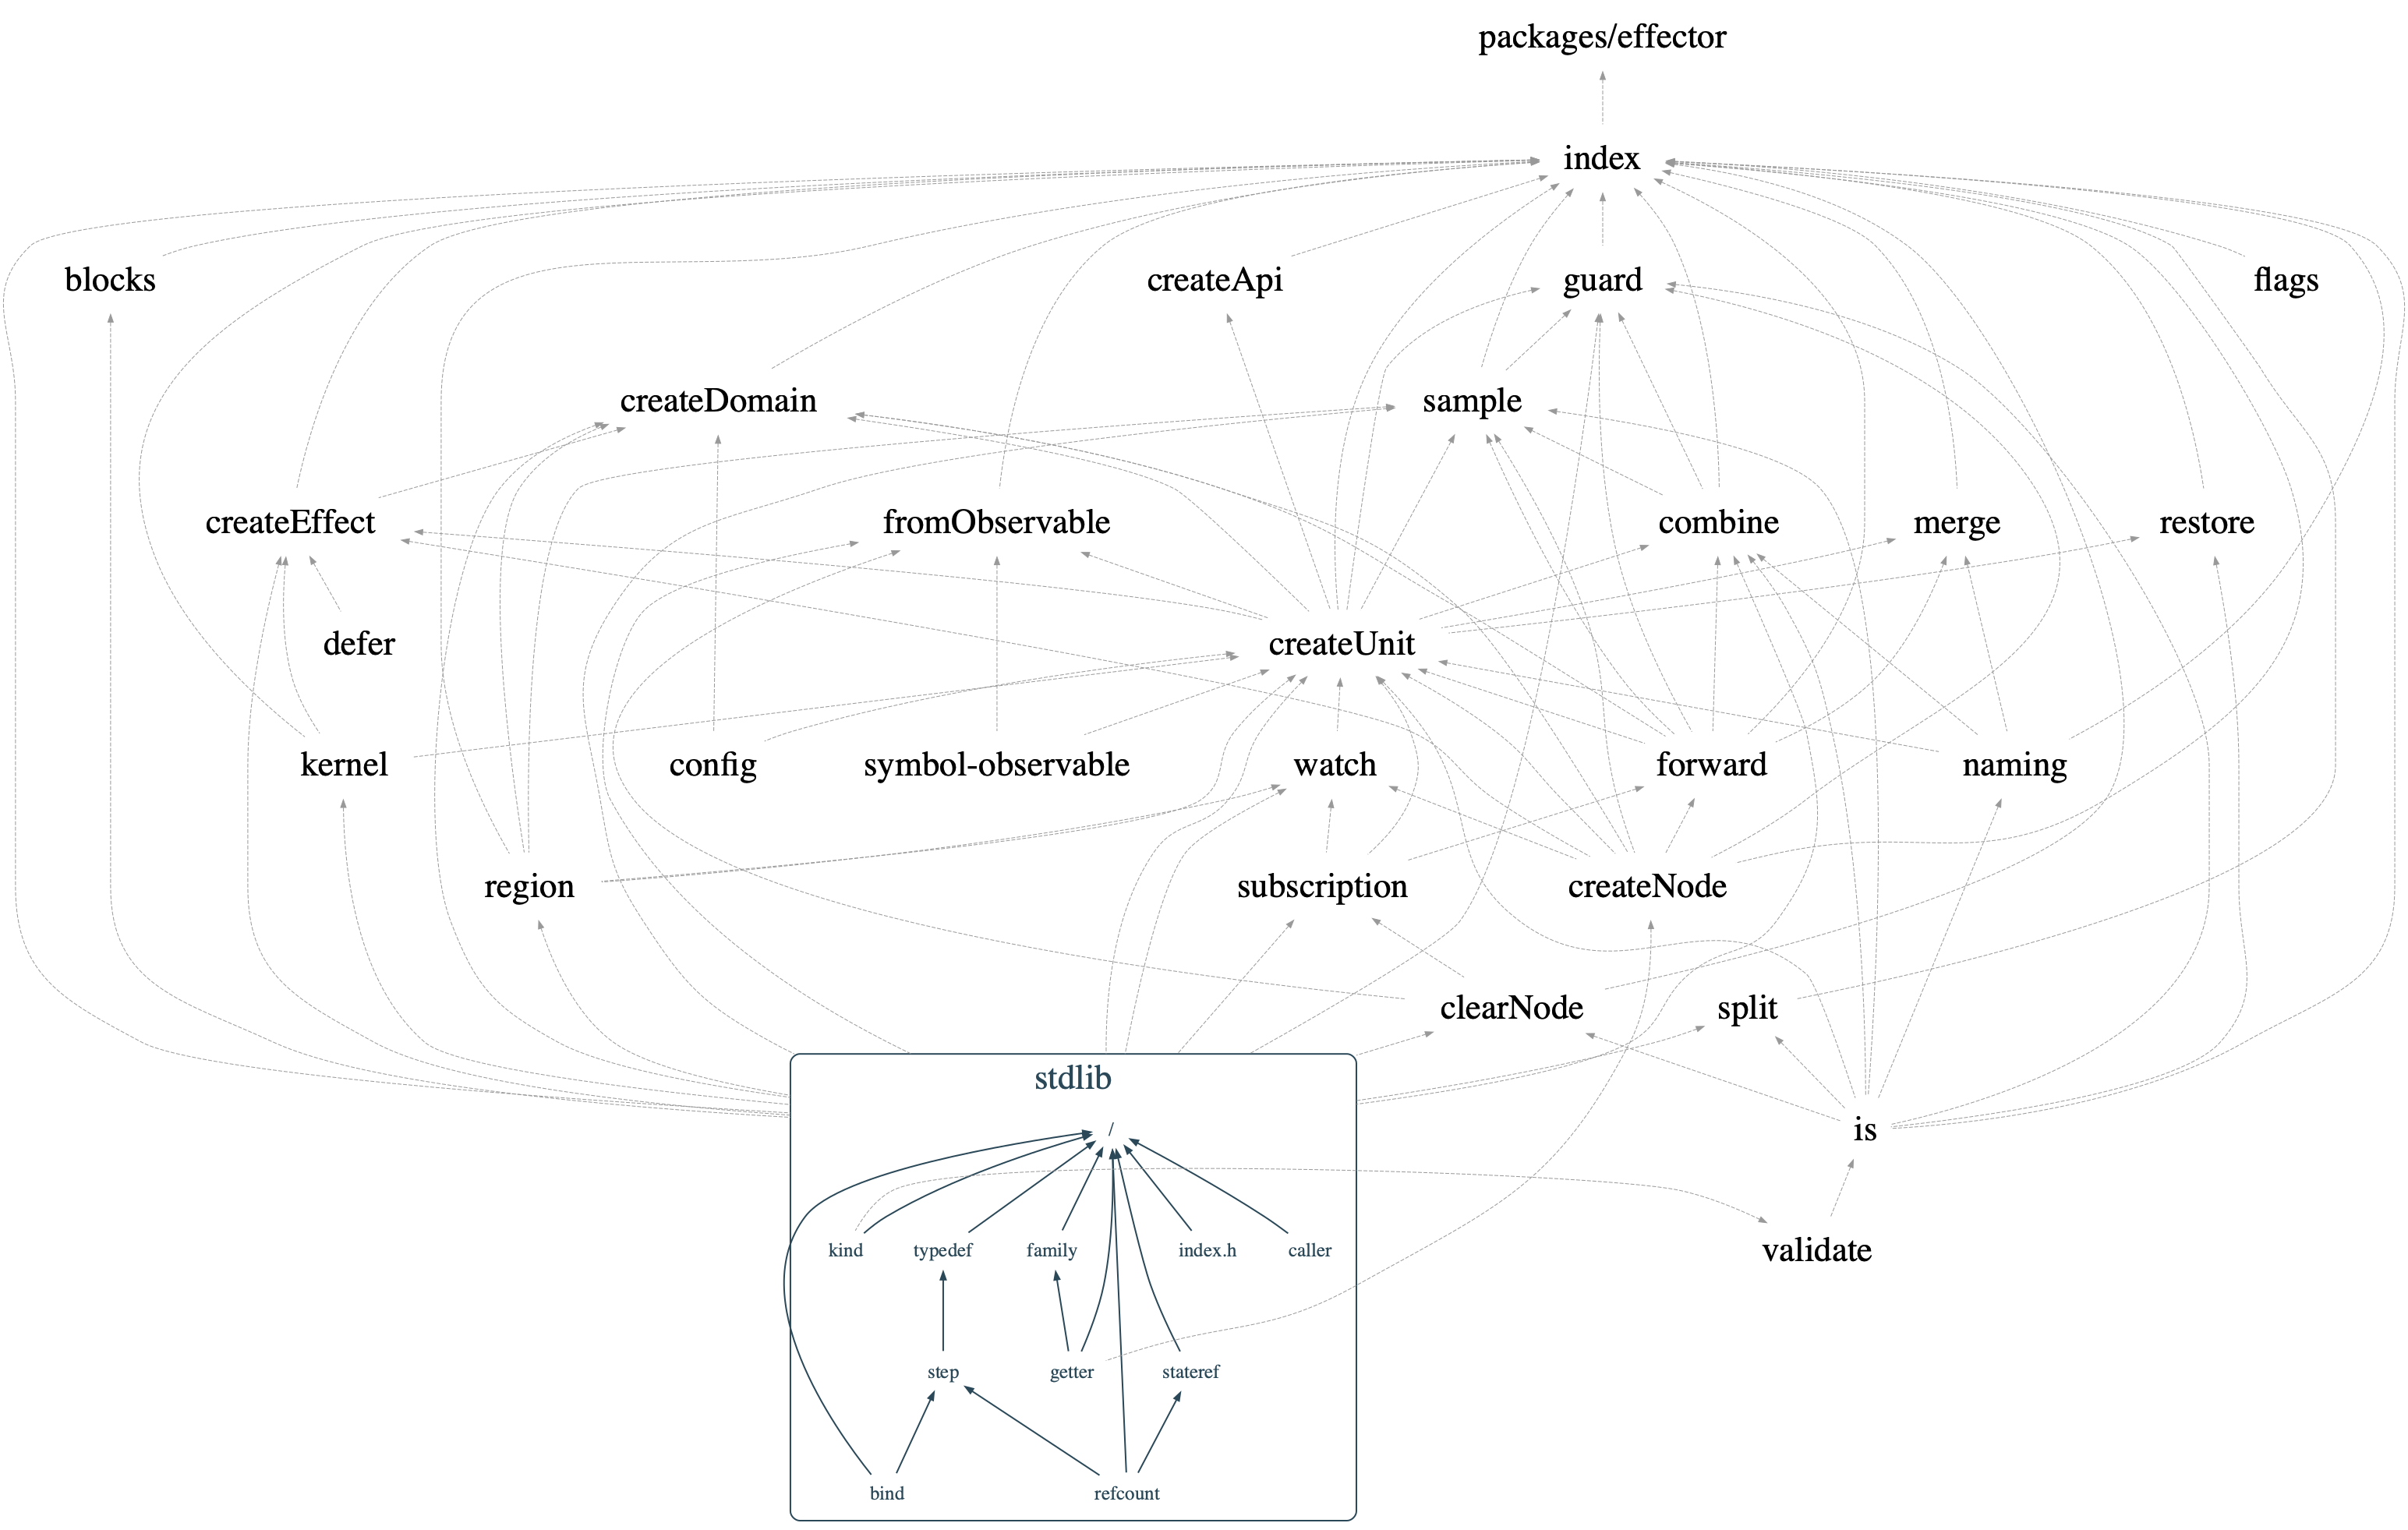 packages/effector
index
blocks
createApi
guard
flags
createDomain
sample
createEffect
fromObservable
combine
merge
restore
defer
createUnit
kernel
config
symbol-observable
watch
forward
naming
region
subscription
createNode
clearNode
split
stdlib
/
is
kind
typedef
family
index.h
caller
validate
step
getter
stateref
bind
refcount